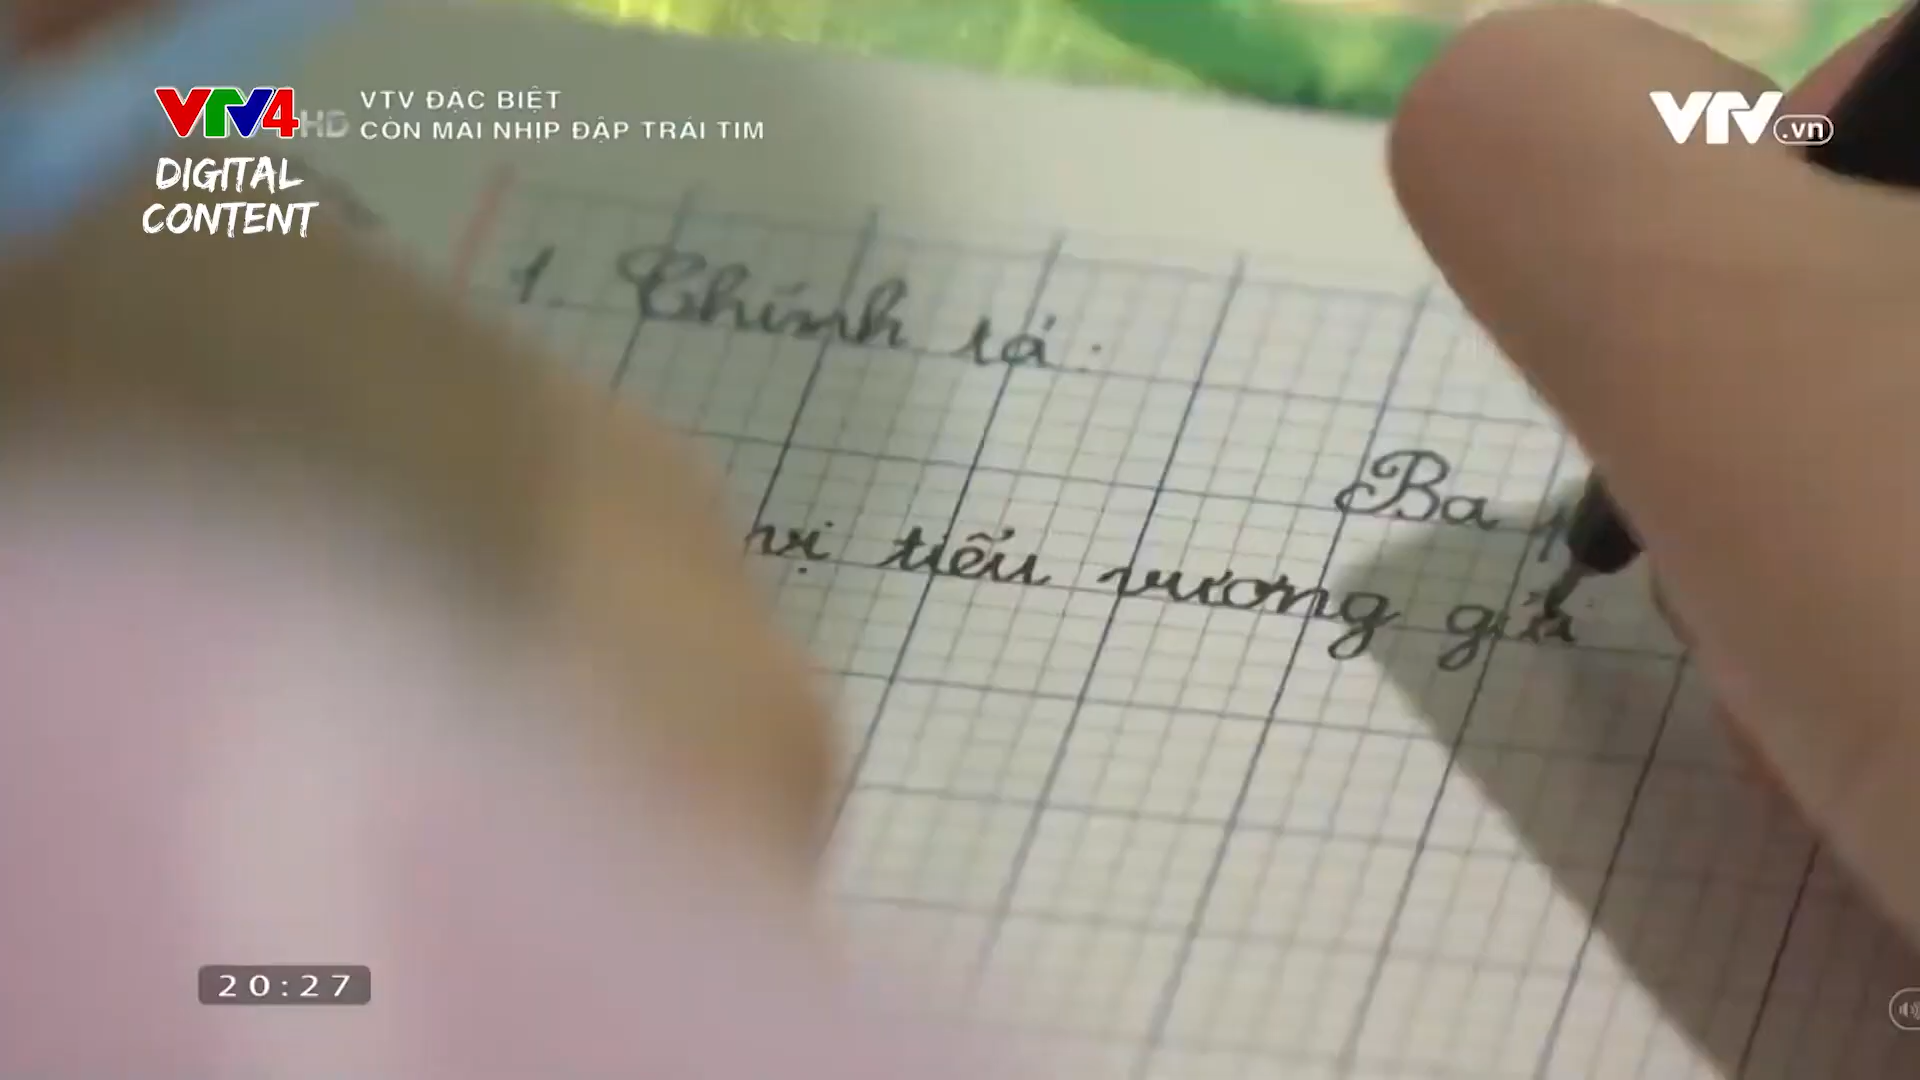 VTV4 HD
DIGITAL
CONTENT
VTV ĐẶC BIỆT
CÒN MÃI NHỊP ĐẬP TRÁI TIM
VTV.vn
1. Chính tả:
Ba
vị tiểu vương
20:27